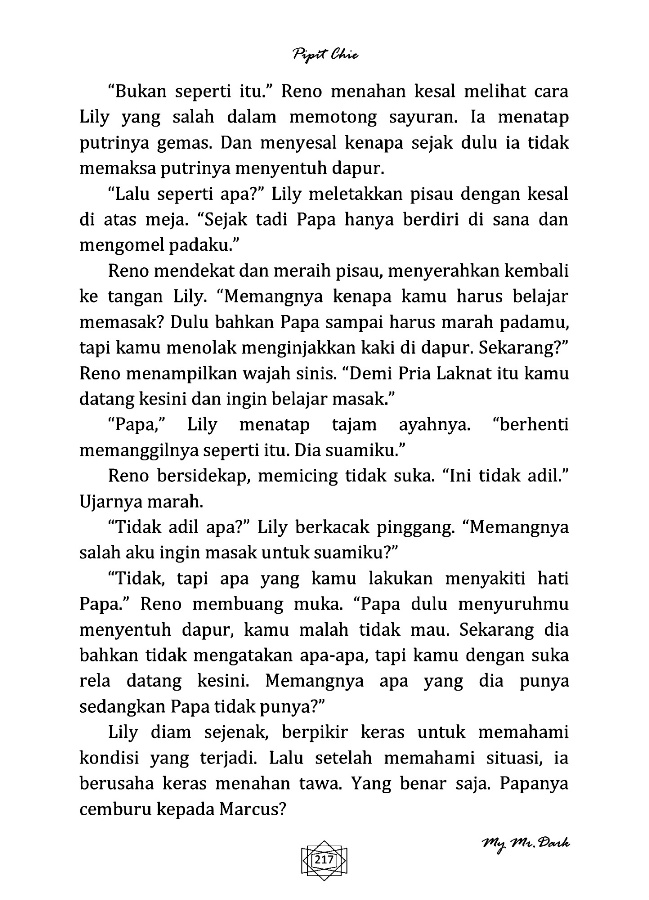 Pipit Chie
“Bukan seperti itu.” Reno menahan kesal melihat cara
Lily yang salah dalam memotong sayuran. Ia menatap
putrinya gemas. Dan menyesal kenapa sejak dulu ia tidak
memaksa putrinya menyentuh dapur.
“Lalu seperti apa?” Lily meletakkan pisau dengan kesal
di atas meja. “Sejak tadi Papa hanya berdiri di sana dan
mengomel padaku.”
Reno mendekat dan meraih pisau, menyerahkan kembali
ke tangan Lily. “Memangnya kenapa kamu harus belajar
memasak? Dulu bahkan Papa sampai harus marah padamu,
tapi kamu menolak menginjakkan kaki di dapur. Sekarang?”
Reno menampilkan wajah sinis. “Demi Pria Laknat itu kamu
datang kesini dan ingin belajar masak.”
“Papa,” Lily menatap tajam ayahnya. “berhenti
memanggilnya seperti itu. Dia suamiku.”
Reno bersidekap, memicing tidak suka. “Ini tidak adil.”
Ujarnya marah.
“Tidak adil apa?” Lily berkacak pinggang. “Memangnya
salah aku ingin masak untuk suamiku?”
“Tidak, tapi apa yang kamu lakukan menyakiti hati
Papa.” Reno membuang muka. “Papa dulu menyuruhmu
menyentuh dapur, kamu malah tidak mau. Sekarang dia
bahkan tidak mengatakan apa-apa, tapi kamu dengan suka
rela datang kesini. Memangnya apa yang dia punya
sedangkan Papa tidak punya?”
Lily diam sejenak, berpikir keras untuk memahami
kondisi yang terjadi. Lalu setelah memahami situasi, ia
berusaha keras menahan tawa. Yang benar saja. Papanya
cemburu kepada Marcus?
My Mr. Dark
217